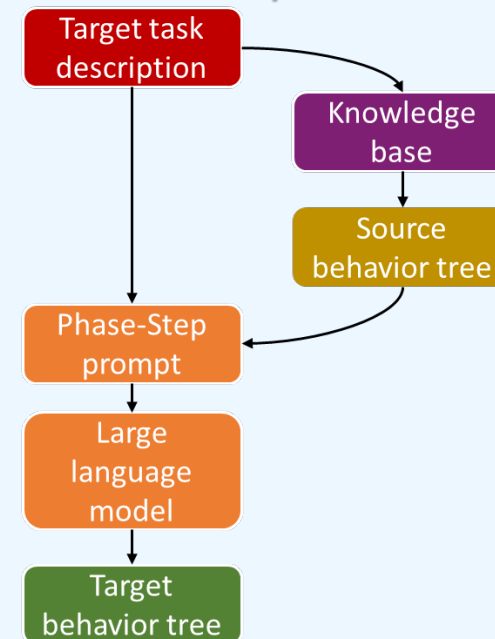 Target task
description
Knowledge
base
Source
behavior tree
Phase-Step
prompt
Large
language
model
Target
behavior tree